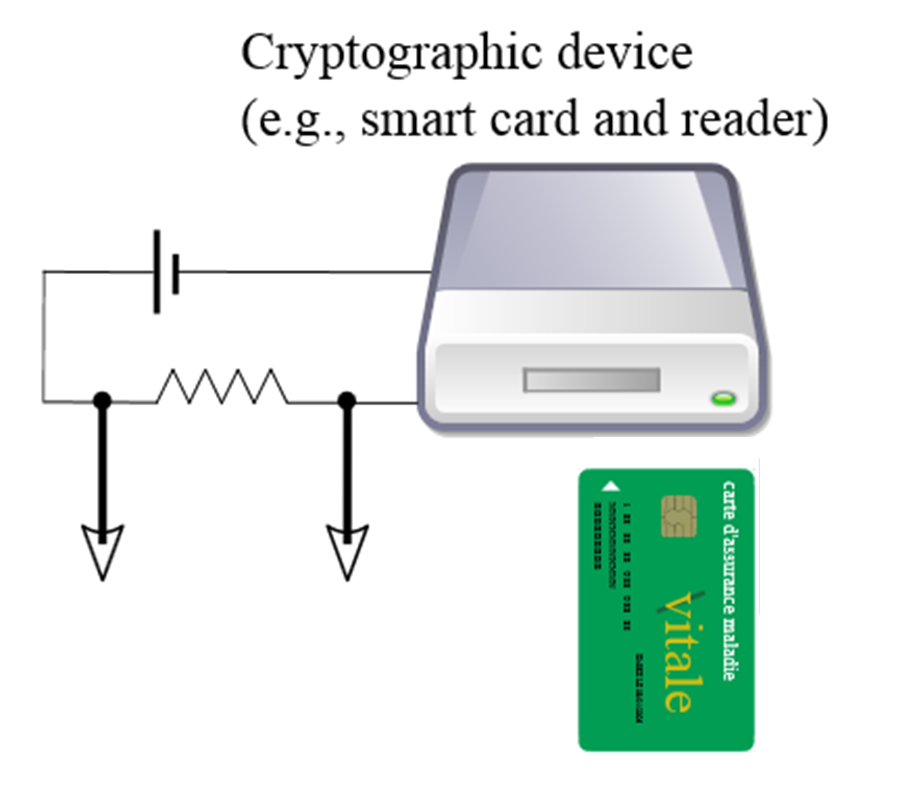 Cryptographic device
(e.g., smart card and reader)
carte d'assurance maladie
vitale